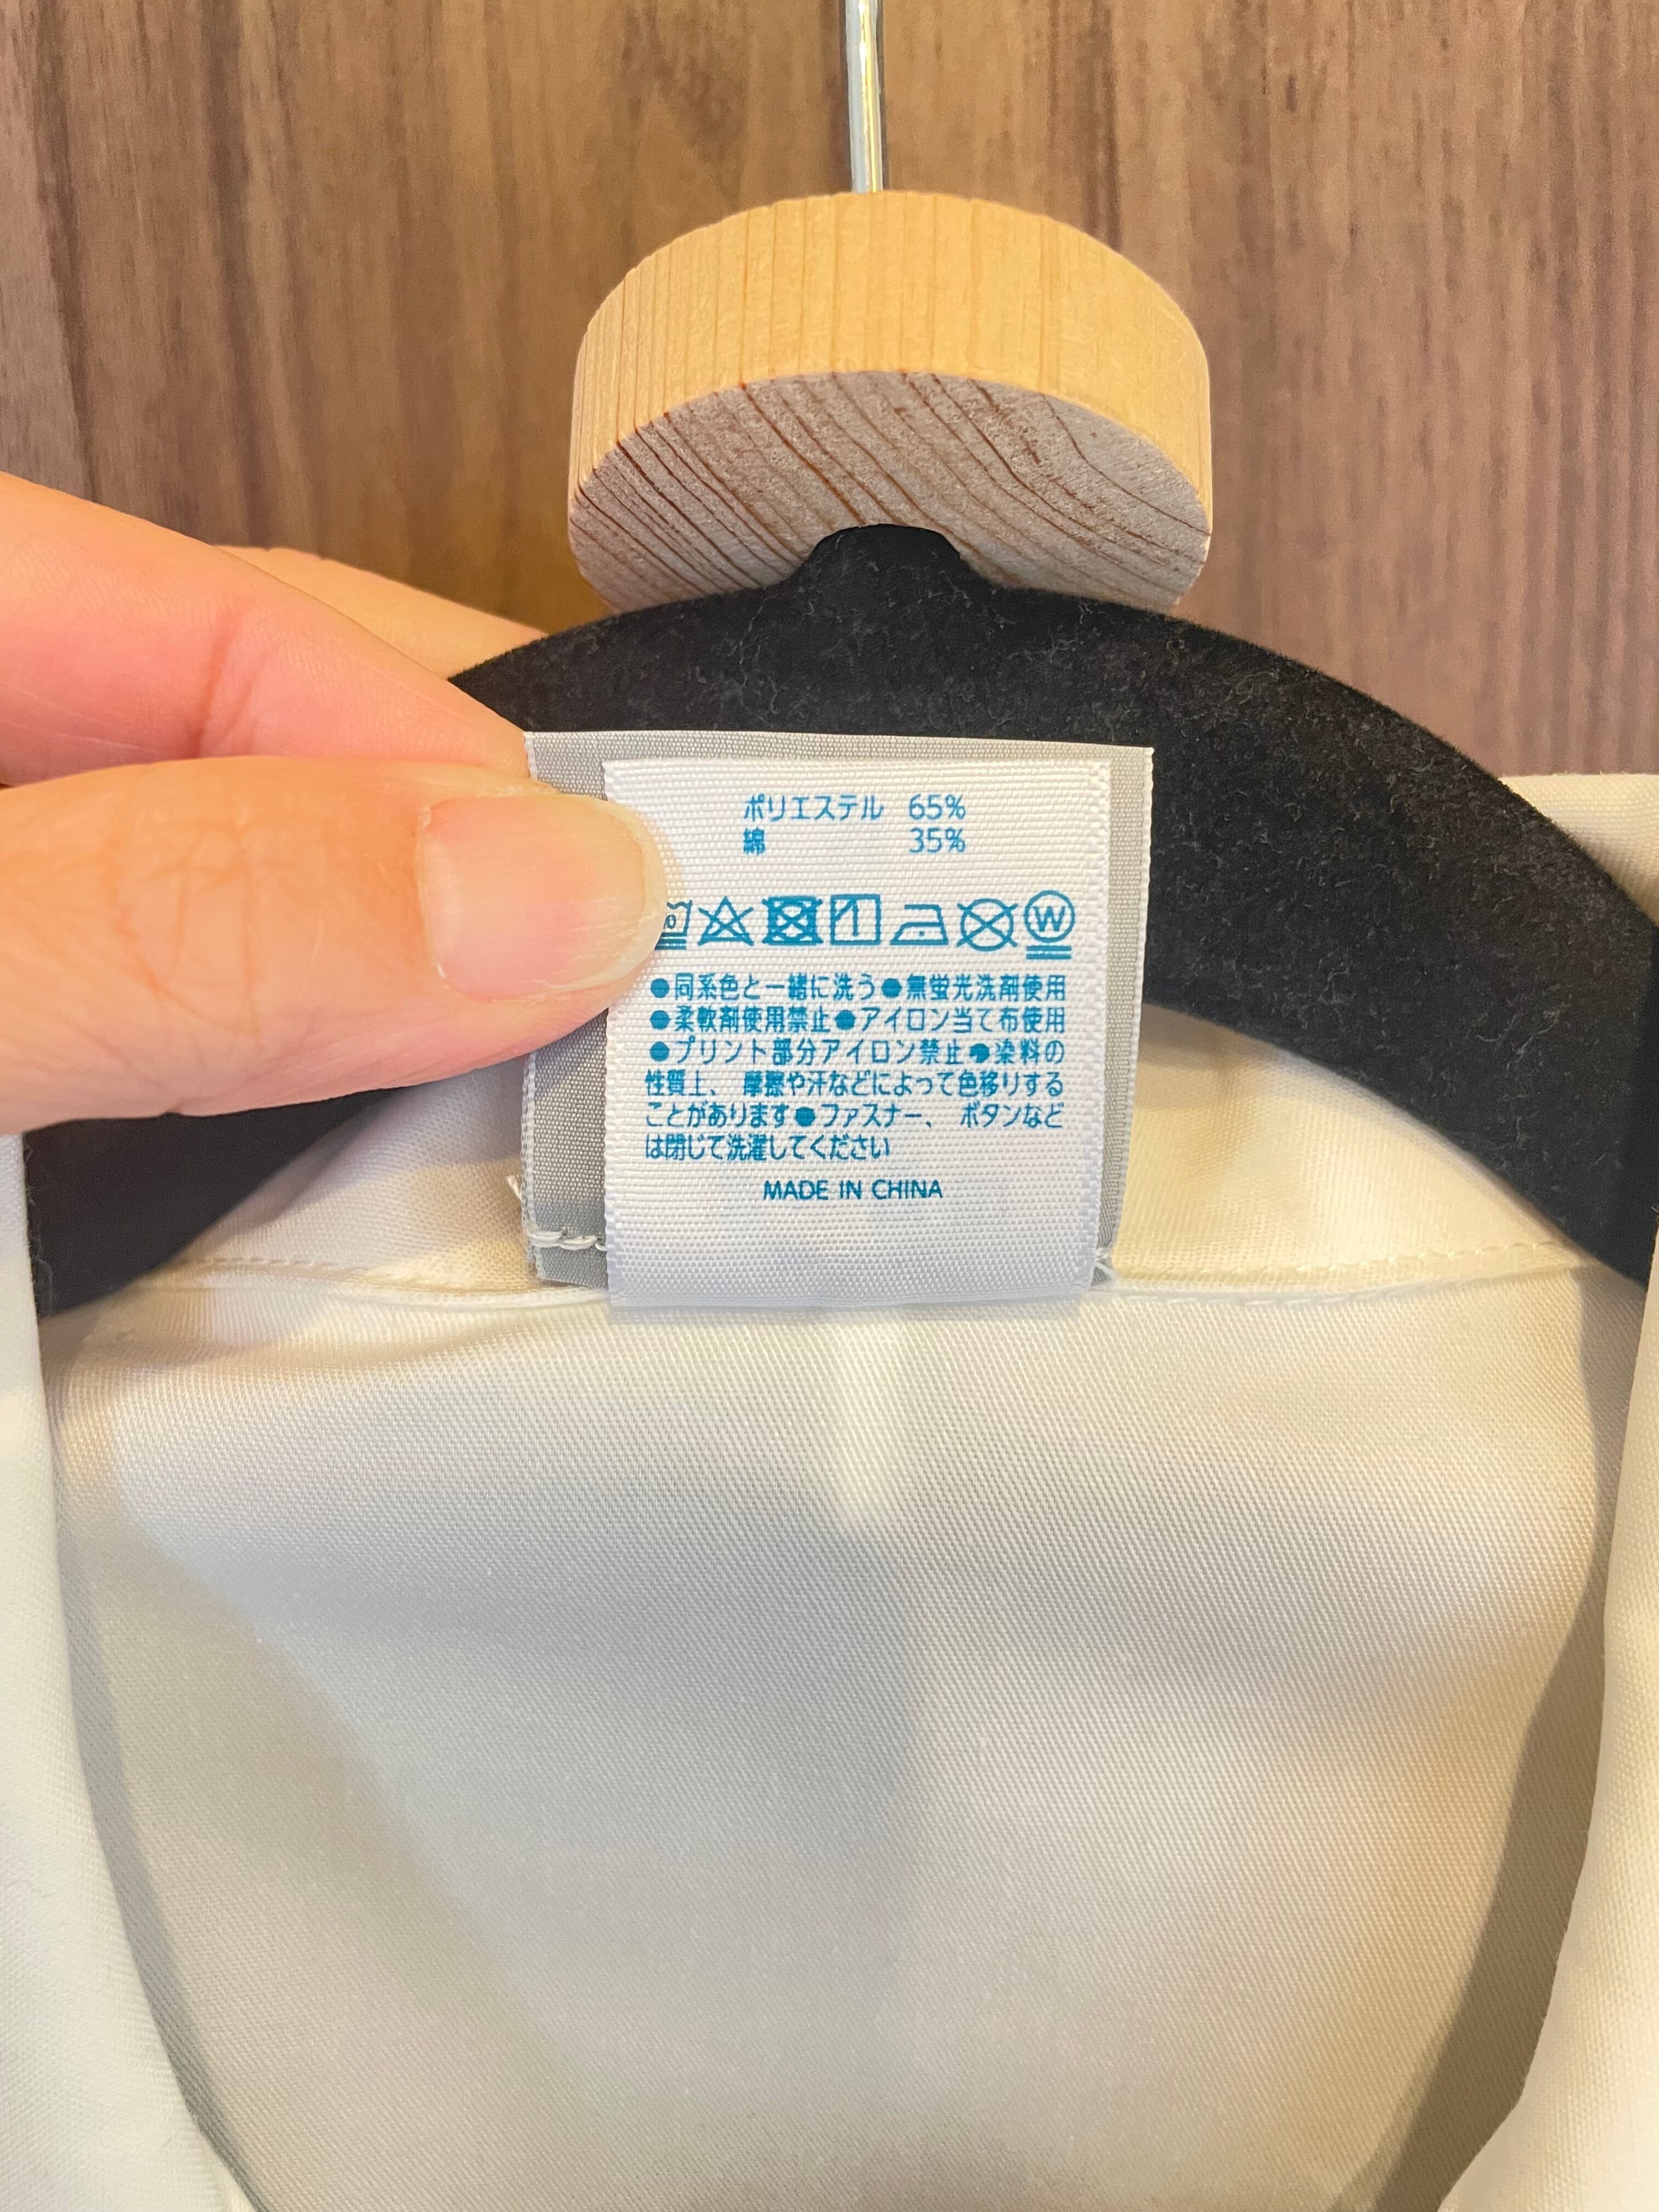 ポリエステル 65%
綿 35%
W
●同系色と一緒に洗う●無蛍光洗剤使用
●柔軟剤使用禁止●アイロン当て布使用
●プリント部分アイロン禁止●染料の
性質上、摩擦や汗などによって色移りする
ことがあります●ファスナー、ボタンなど
は閉じて洗濯してください
MADE IN CHINA